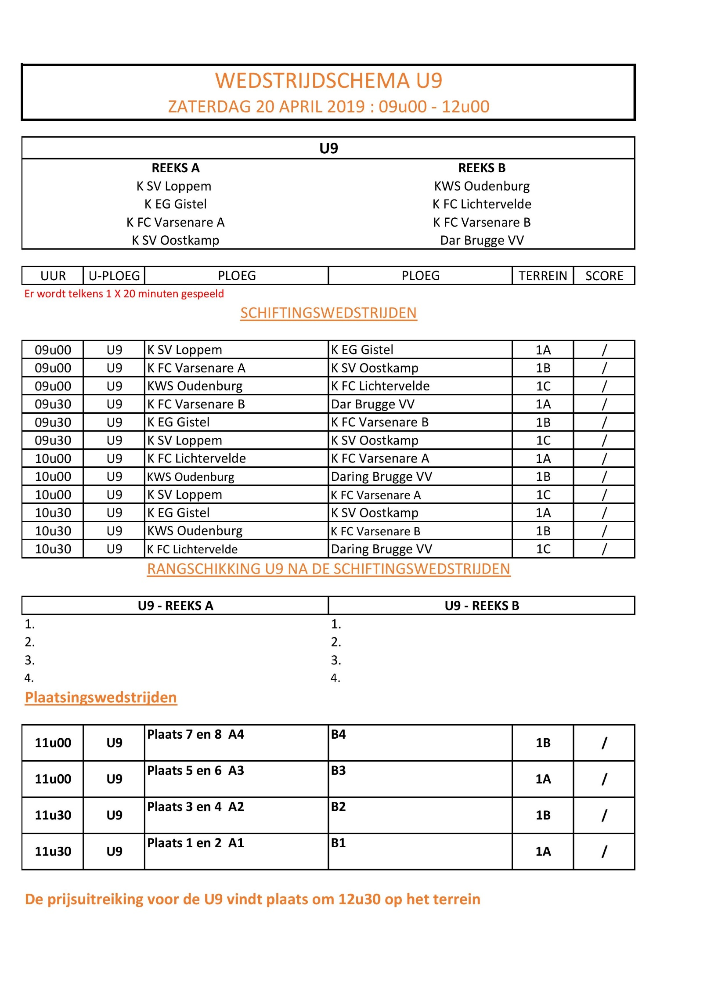 WEDSTRIJDSCHEMA U9
ZATERDAG 20 APRIL 2019 : 09u00 - 12u00
U9
REEKS A REEKS B
K SV Loppem KWS Oudenburg
K EG Gistel K FC Lichtervelde
K FC Varsenare A K FC Varsenare B
K SV Oostkamp Dar Brugge VV
UUR U-PLOEG PLOEG PLOEG TERREIN SCORE
Er wordt telkens 1 X 20 minuten gespeeld
SCHIFTINGSWEDSTRIJDEN
09u00 U9 K SV Loppem K EG Gistel 1A /
09u00 U9 K FC Varsenare A K SV Oostkamp 1B /
09u00 U9 KWS Oudenburg K FC Lichtervelde 1C /
09u30 U9 K FC Varsenare B Dar Brugge VV 1A /
09u30 U9 K EG Gistel K FC Varsenare B 1B /
09u30 U9 K SV Loppem K SV Oostkamp 1C /
10u00 U9 K FC Lichtervelde K FC Varsenare A 1A /
10u00 U9 KWS Oudenburg Daring Brugge VV 1B /
10u00 U9 K SV Loppem K FC Varsenare A 1C /
10u30 U9 K EG Gistel K SV Oostkamp 1A /
10u30 U9 KWS Oudenburg K FC Varsenare B 1B /
10u30 U9 K FC Lichtervelde Daring Brugge VV 1C /
RANGSCHIKKING U9 NA DE SCHIFTINGSWEDSTRIJDEN
U9 - REEKS A U9 - REEKS B
1. 1.
2. 2.
3. 3.
4. 4.
Plaatsingswedstrijden
11u00 U9 Plaats 7 en 8 A4 B4 1B /
11u00 U9 Plaats 5 en 6 A3 B3 1A /
11u30 U9 Plaats 3 en 4 A2 B2 1B /
11u30 U9 Plaats 1 en 2 A1 B1 1A /
De prijsuitreiking voor de U9 vindt plaats om 12u30 op het terrein